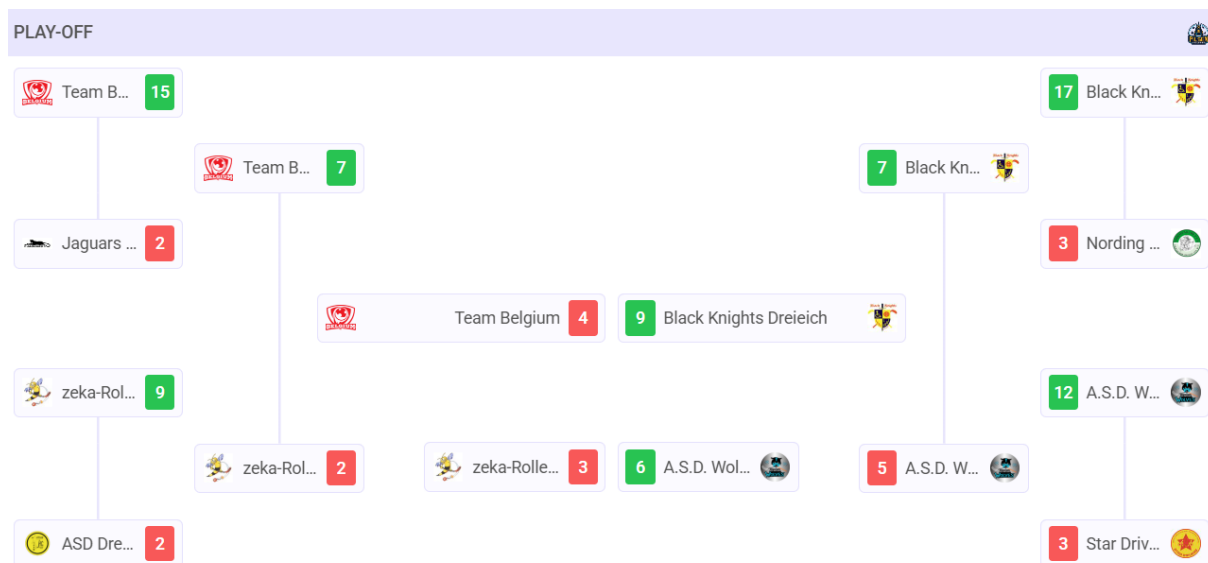 PLAY-OFF
Team B... 15
17 Black Kn...
Team B... 7
7 Black Kn...
Jaguars ... 2
3 Nording ...
Team Belgium 4
9 Black Knights Dreieich
zeka-Rol... 9
12 A.S.D. W...
zeka-Rol... 2
zeka-Rolle... 3
6 A.S.D. Wol...
5 A.S.D. W...
ASD Dre... 2
3 Star Driv...